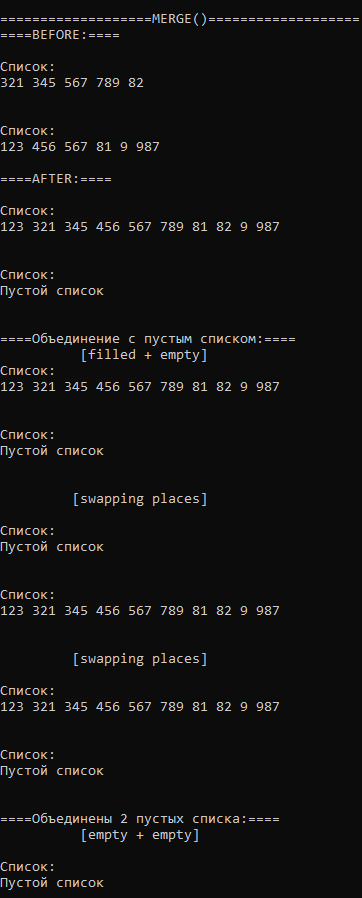 ===================MERGE()===================
====BEFORE:====
Список:
321 345 567 789 82
Список:
123 456 567 81 9 987
====AFTER:====
Список:
123 321 345 456 567 789 81 82 9 987
Список:
Пустой список
====Объединение с пустым списком:====
[filled + empty]
Список:
123 321 345 456 567 789 81 82 9 987
Список:
Пустой список
[swapping places]
Список:
Пустой список
Список:
123 321 345 456 567 789 81 82 9 987
[swapping places]
Список:
123 321 345 456 567 789 81 82 9 987
Список:
Пустой список
====Объединены 2 пустых списка:====
[empty + empty]
Список:
Пустой список